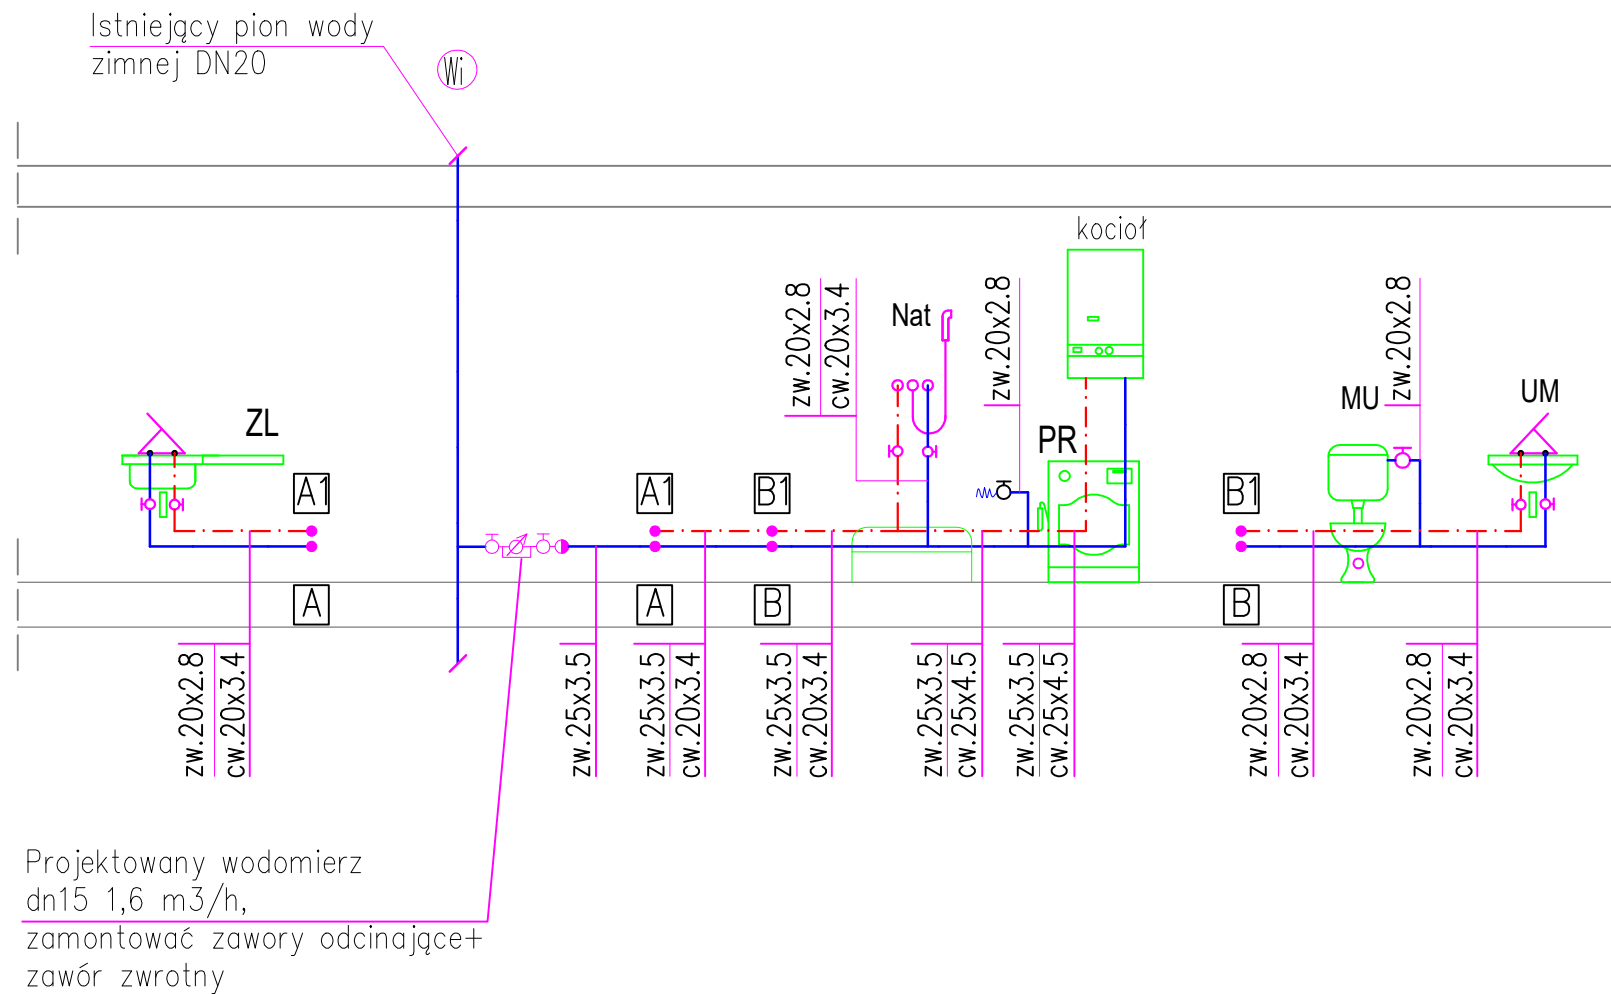 Istniejący pion wody
zimnej DN20
Wi
kocioł
zw.20x2.8
cw.20x3.4
Nat
zw.20x2.8
zw.20x2.8
MU
UM
ZL
PR
A1
A1
B1
B1
A
A
B
B
zw.20x2.8
cw.20x3.4
zw.25x3.5
zw.25x3.5
cw.20x3.4
zw.25x3.5
cw.20x3.4
zw.25x3.5
cw.25x4.5
zw.25x3.5
cw.25x4.5
zw.20x2.8
cw.20x3.4
zw.20x2.8
cw.20x3.4
Projektowany wodomierz
dn15 1,6 m3/h,
zamontować zawory odcinające+
zawór zwrotny